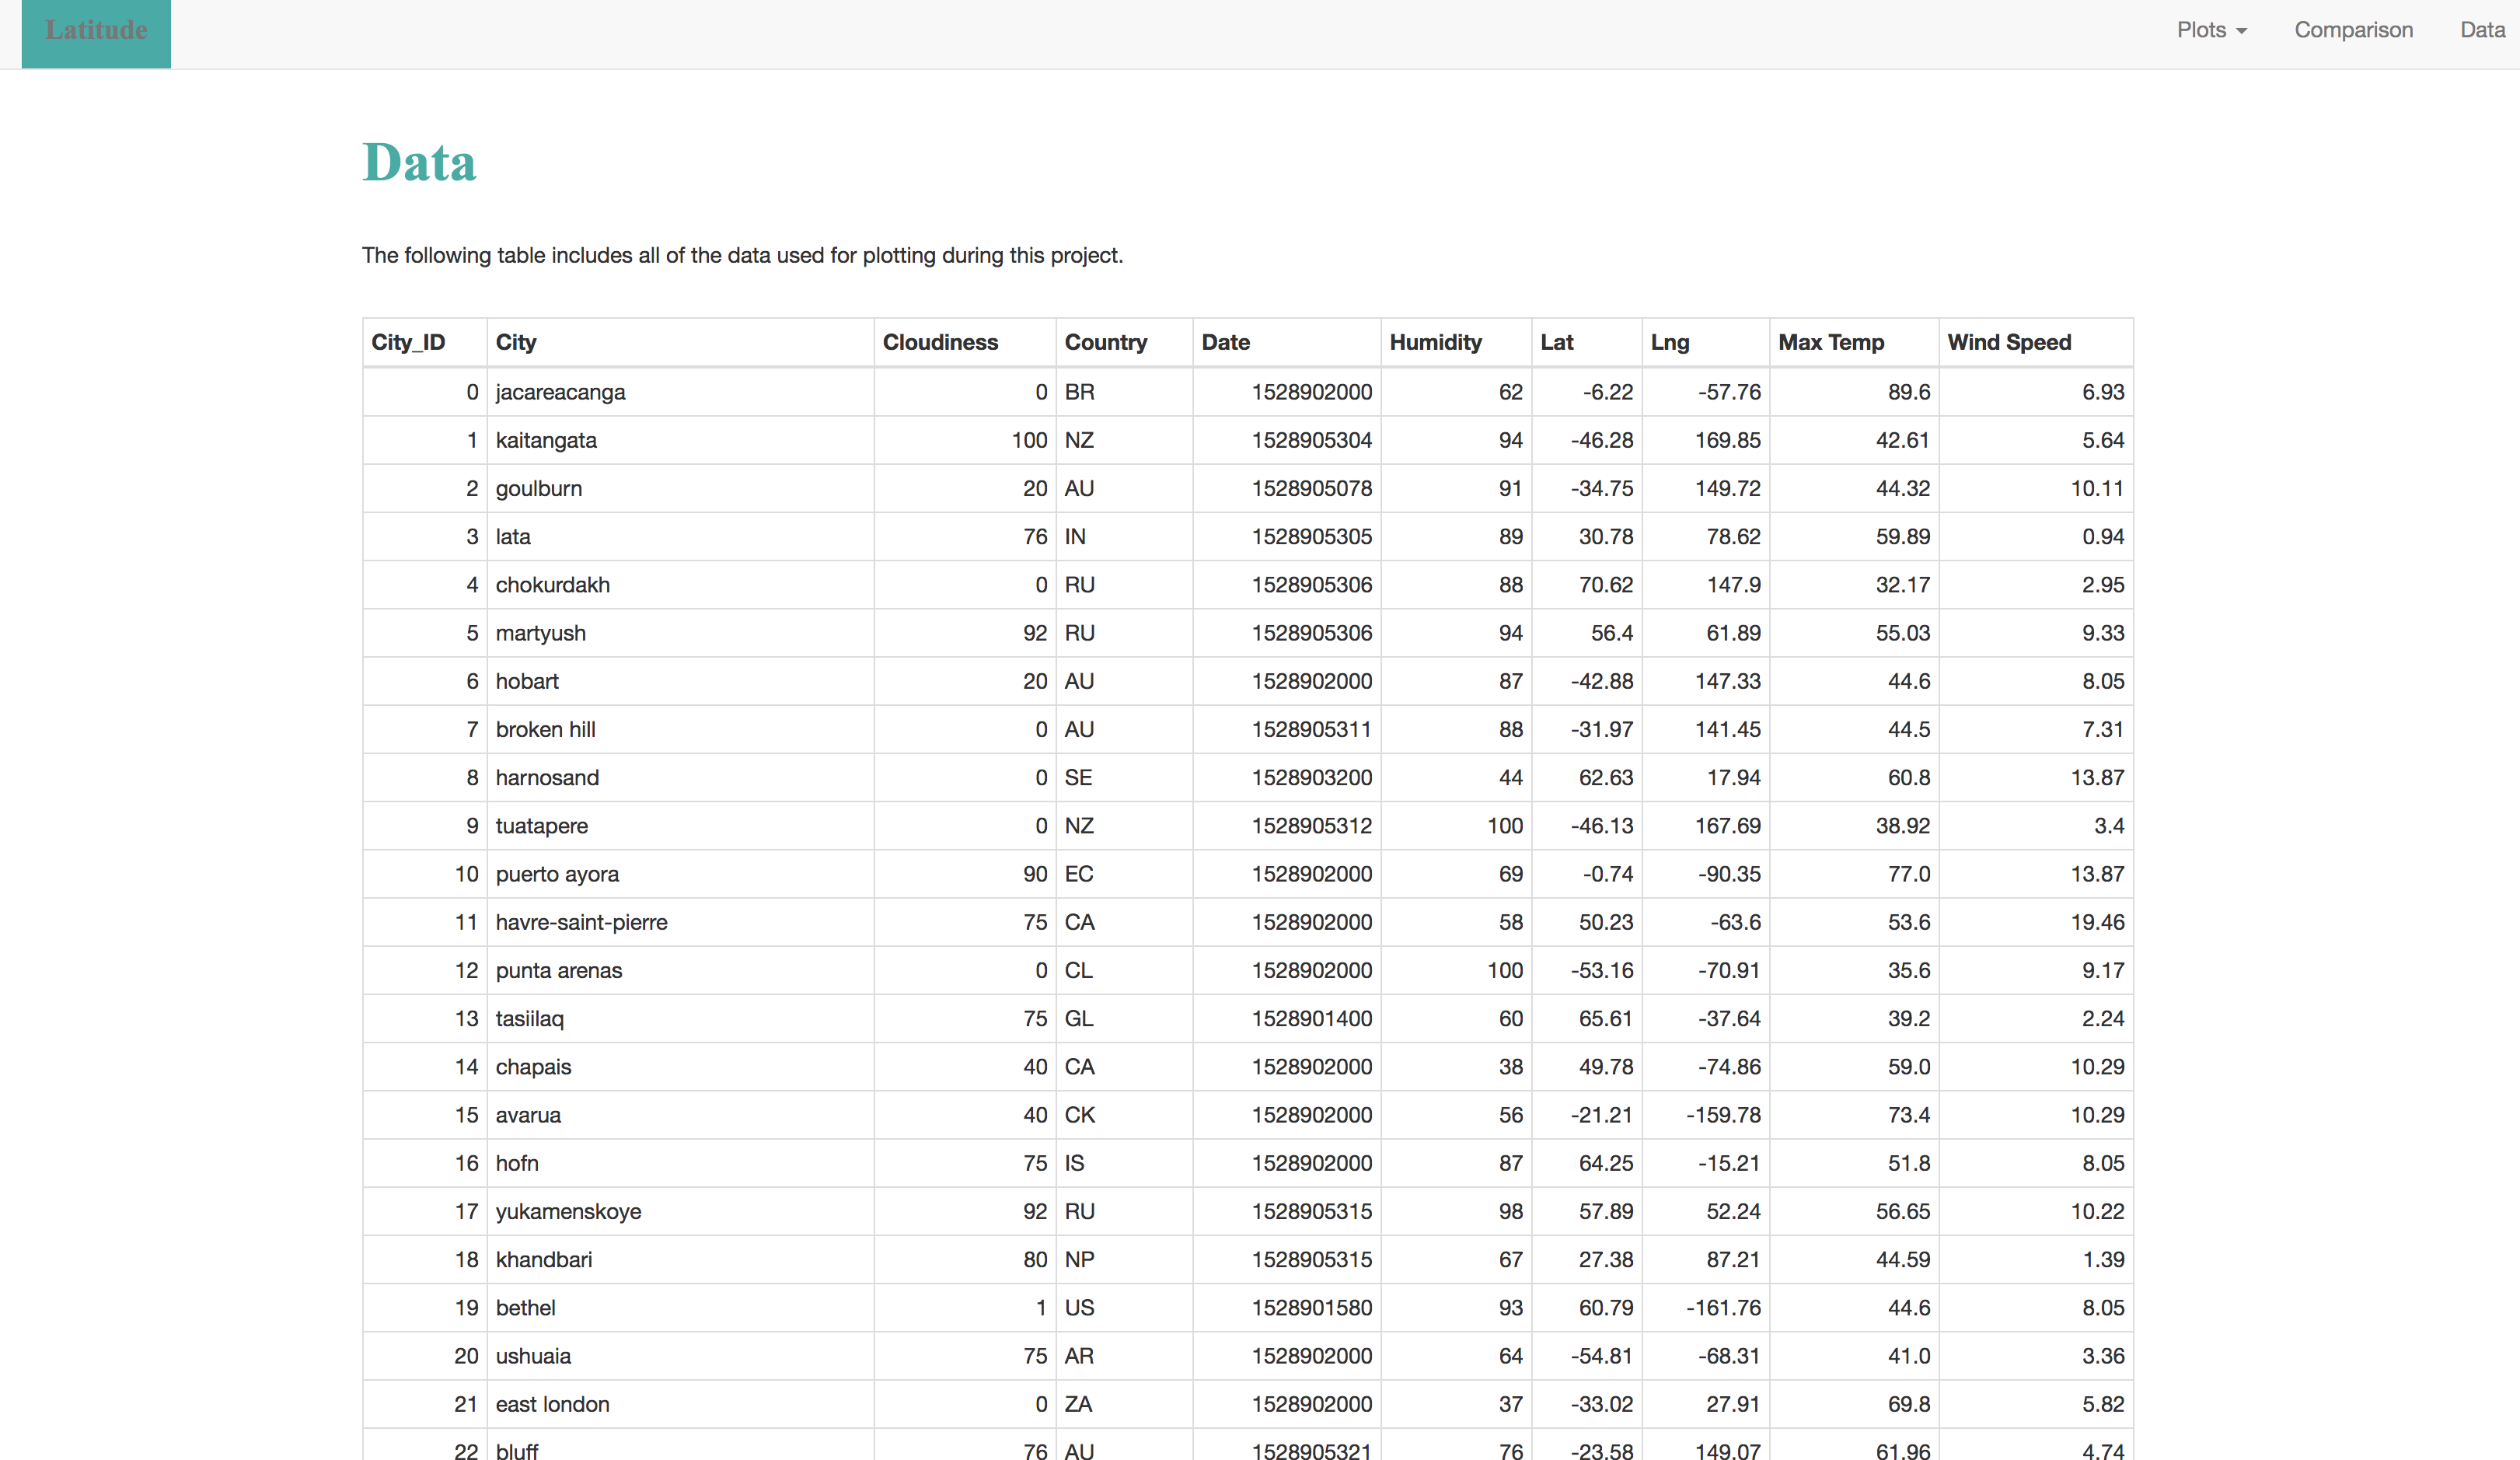 Latitude Plots Comparison Data
Data
The following table includes all of the data used for plotting during this project.
City_ID City Cloudiness Country Date Humidity Lat Lng Max Temp Wind Speed
0 jacareacanga 0 BR 1528902000 62 -6.22 -57.76 89.6 6.93
1 kaitangata 100 NZ 1528905304 94 -46.28 169.85 42.61 5.64
2 goulburn 20 AU 1528905078 91 -34.75 149.72 44.32 10.11
3 lata 76 IN 1528905305 89 30.78 78.62 59.89 0.94
4 chokurdakh 0 RU 1528905306 88 70.62 147.9 32.17 2.95
5 martyush 92 RU 1528905306 94 56.4 61.89 55.03 9.33
6 hobart 20 AU 1528902000 87 -42.88 147.33 44.6 8.05
7 broken hill 0 AU 1528905311 88 -31.97 141.45 44.5 7.31
8 harnosand 0 SE 1528903200 44 62.63 17.94 60.8 13.87
9 tuatapere 0 NZ 1528905312 100 -46.13 167.69 38.92 3.4
10 puerto ayora 90 EC 1528902000 69 -0.74 -90.35 77.0 13.87
11 havre-saint-pierre 75 CA 1528902000 58 50.23 -63.6 53.6 19.46
12 punta arenas 0 CL 1528902000 100 -53.16 -70.91 35.6 9.17
13 tasiilaq 75 GL 1528901400 60 65.61 -37.64 39.2 2.24
14 chapais 40 CA 1528902000 38 49.78 -74.86 59.0 10.29
15 avarua 40 CK 1528902000 56 -21.21 -159.78 73.4 10.29
16 hofn 75 IS 1528902000 87 64.25 -15.21 51.8 8.05
17 yukamenskoye 92 RU 1528905315 98 57.89 52.24 56.65 10.22
18 khandbari 80 NP 1528905315 67 27.38 87.21 44.59 1.39
19 bethel 1 US 1528901580 93 60.79 -161.76 44.6 8.05
20 ushuaia 75 AR 1528902000 64 -54.81 -68.31 41.0 3.36
21 east london 0 ZA 1528902000 37 -33.02 27.91 69.8 5.82
22 bluff 76 AU 1528905321 76 -23.58 149.07 61.96 4.74